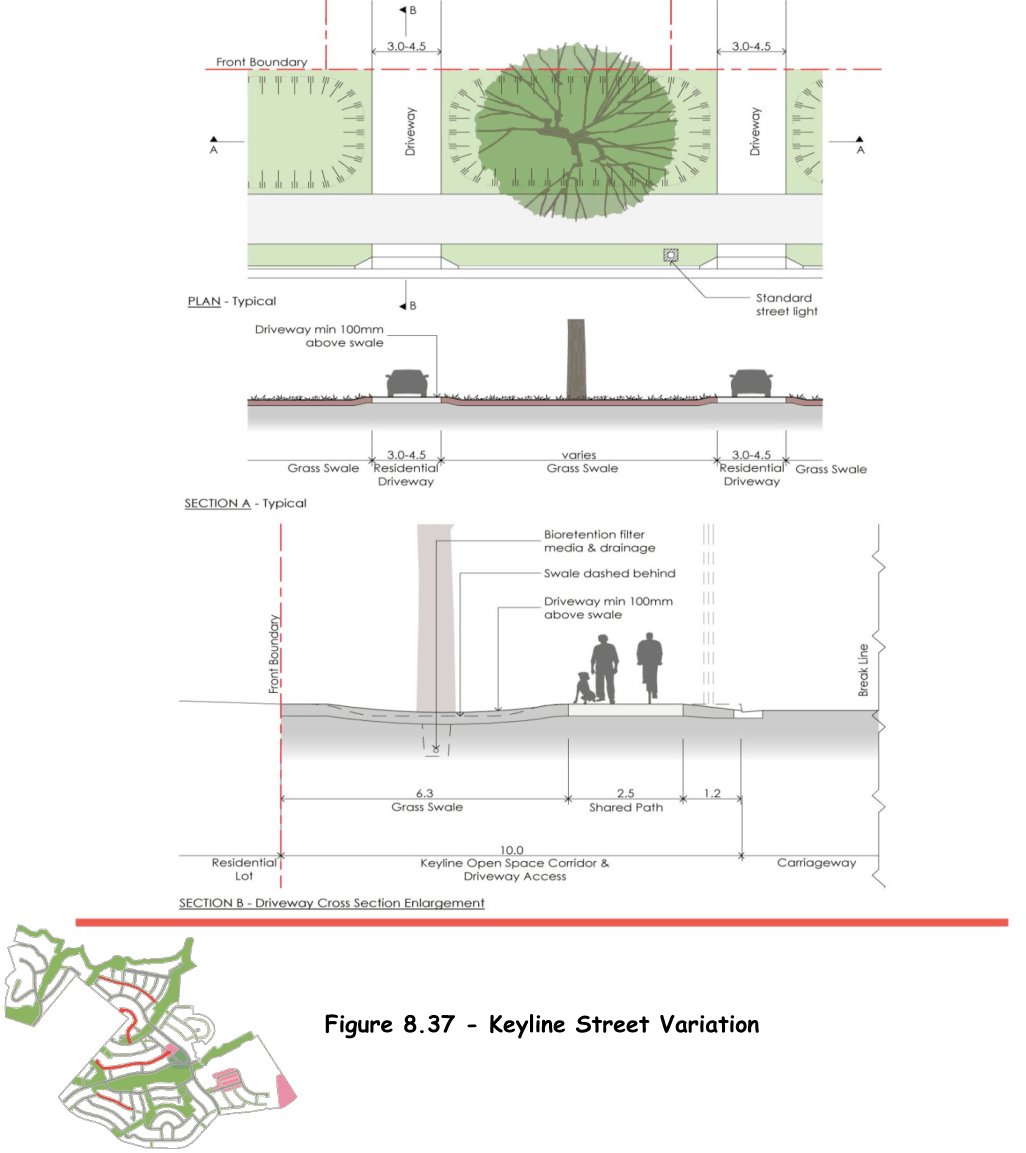 B
3.0-4.5
3.0-4.5
Front Boundary
Driveway
Driveway
A
A
B
PLAN - Typical
Standard
street light
Driveway min 100mm
above swale
3.0-4.5
varies
3.0-4.5
Grass Swale
Residential
Driveway
Grass Swale
Residential
Driveway
Grass Swale
SECTION A - Typical
Bioretention filter
media & drainage
Swale dashed behind
Driveway min 100mm
above swale
Front Boundary
Break Line
6.3
Grass Swale
2.5
Shared Path
1.2
10.0
Residential
Lot
Keyline Open Space Corridor &
Driveway Access
Carriageway
SECTION B - Driveway Cross Section Enlargement
Figure 8.37 - Keyline Street Variation